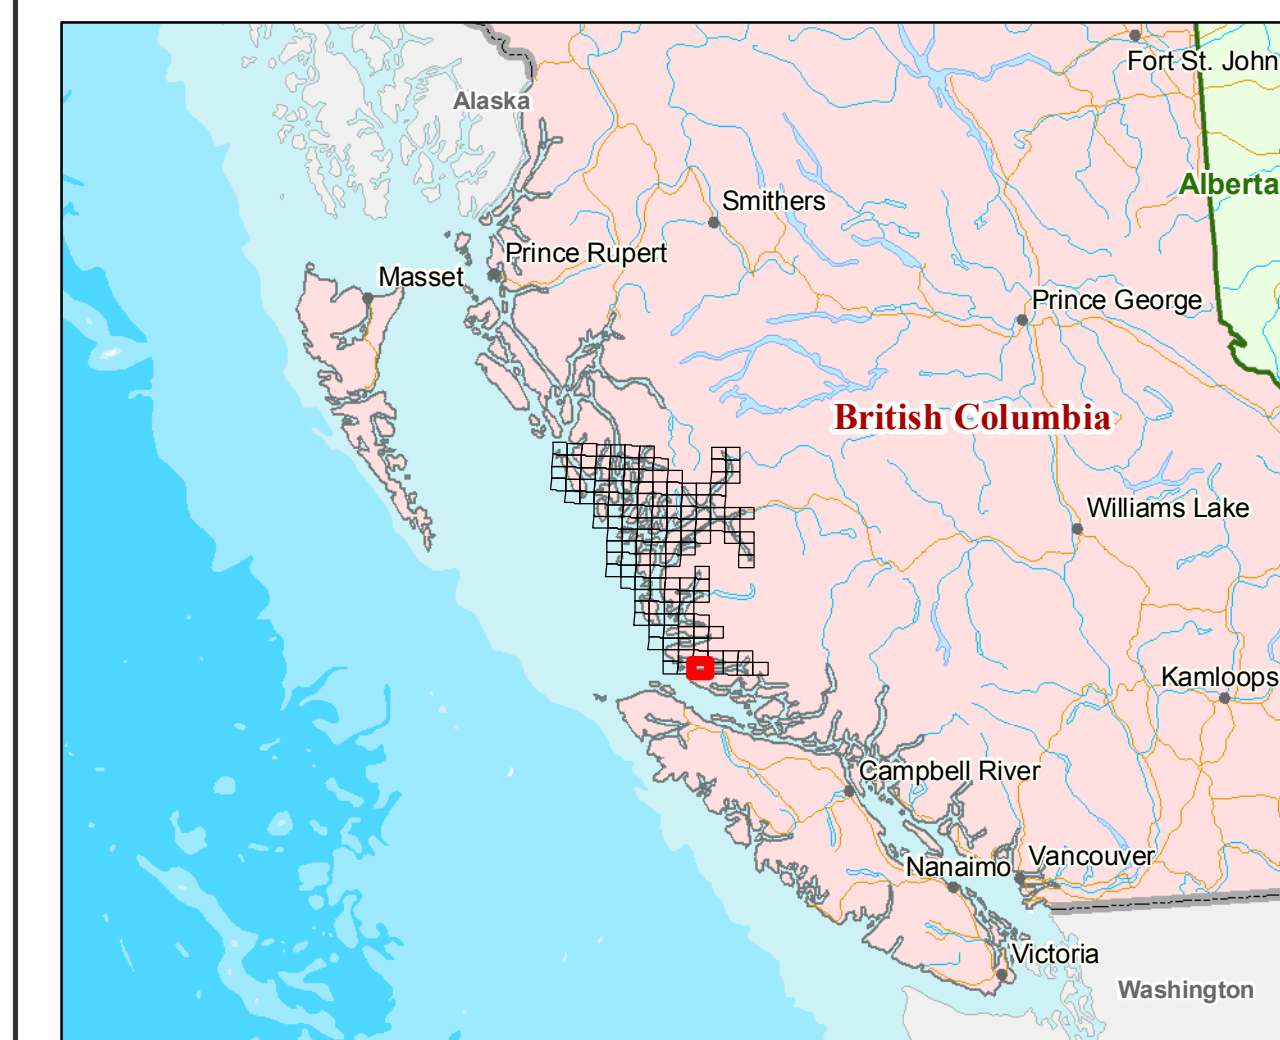 Fort St. John
Alaska
Alberta
Smithers
Prince Rupert
Masset
Prince George
British Columbia
Williams Lake
Kamloops
Campbell River
Vancouver
Nanaimo
Victoria
Washington